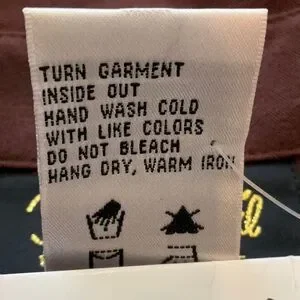 TURN GARMENT
INSIDE OUT
HAND WASH COLD
WITH LIKE COLORS
DO NOT BLEACH
HANG DRY, WARM IRON